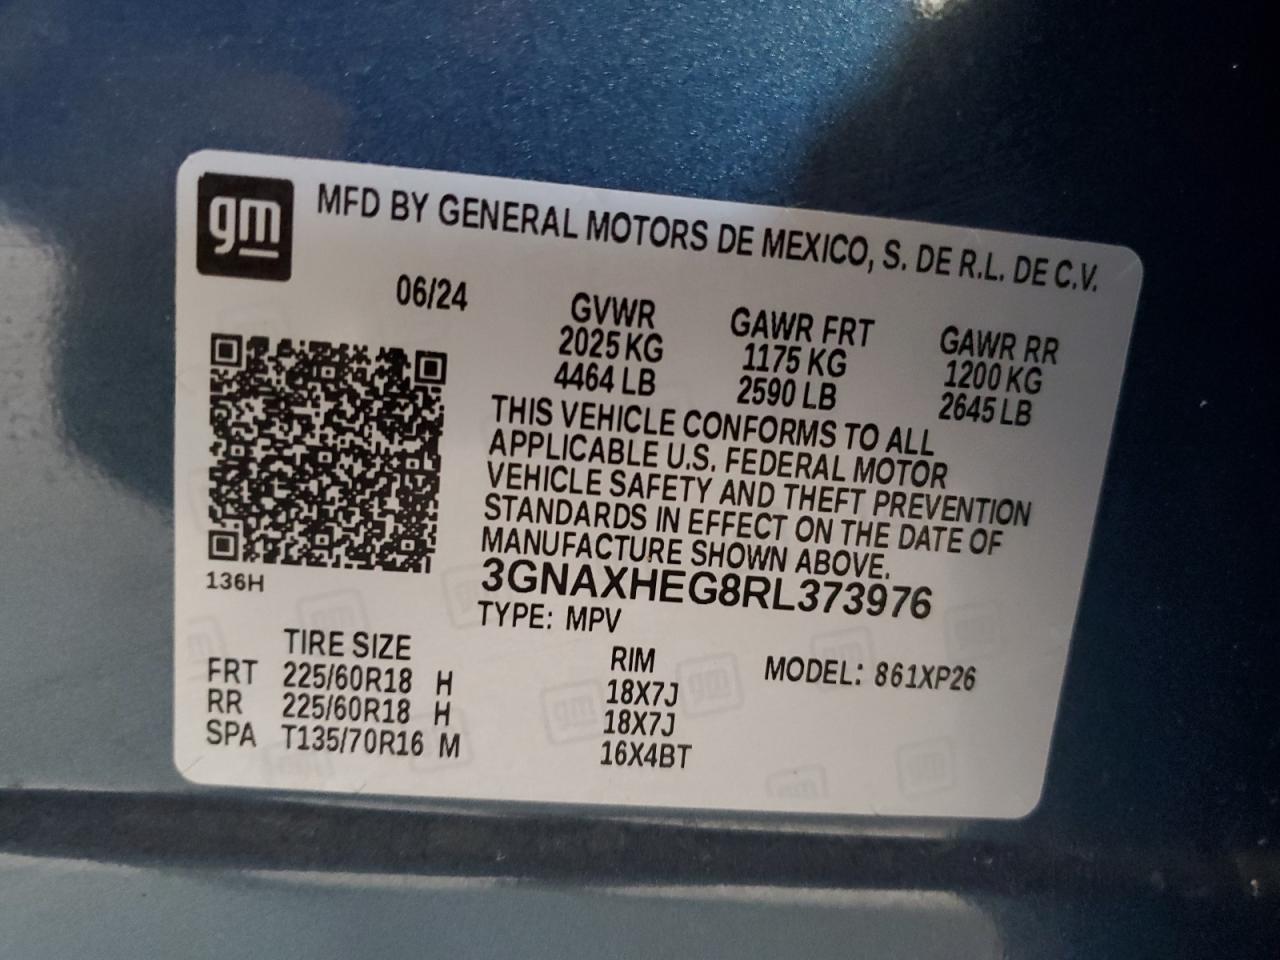 gm
MFD BY GENERAL MOTORS DE MEXICO, S. DE R.L. DE C.V.
06/24
GVWR GAWR FRT GAWR RR
2025 KG 1175 KG 1200 KG
4464 LB 2590 LB 2645 LB
THIS VEHICLE CONFORMS TO ALL
APPLICABLE U.S. FEDERAL MOTOR
VEHICLE SAFETY AND THEFT PREVENTION
STANDARDS IN EFFECT ON THE DATE OF
MANUFACTURE SHOWN ABOVE.
136H
3GNAXHEG8RL373976
TYPE: MPV
TIRE SIZE RIM MODEL: 861XP26
FRT 225/60R18 H 18X7J
RR 225/60R18 H 18X7J
SPA T135/70R16 M 16X4BT